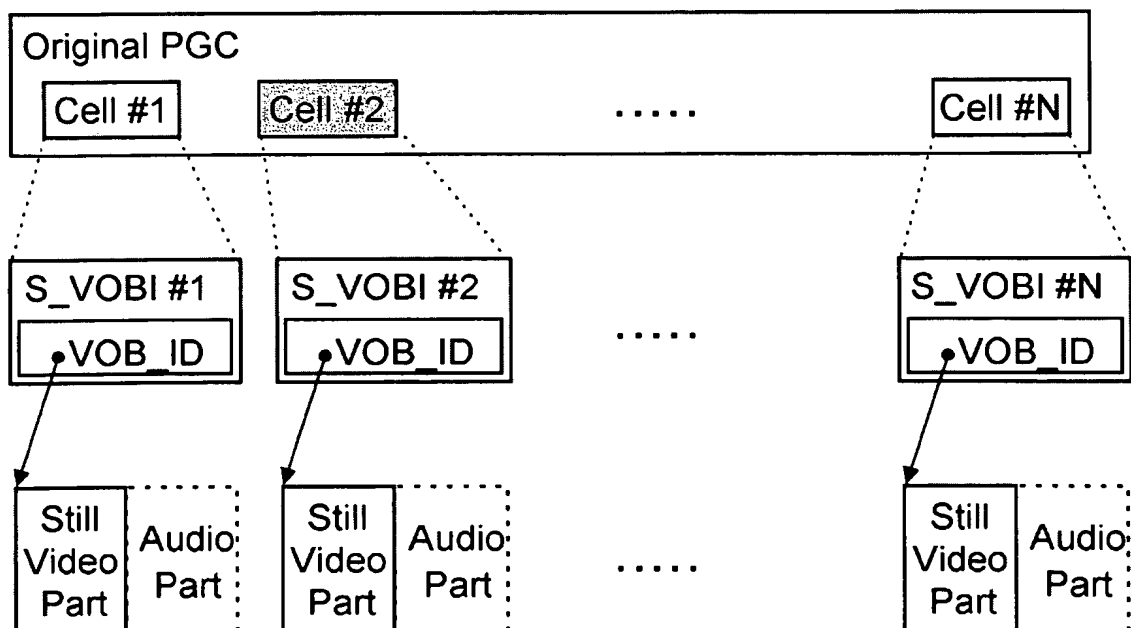 Original PGC
Cell #1 Cell #2 ..... Cell #N
S_VOBI #1 S_VOBI #2 ..... S_VOBI #N
VOB_ID VOB_ID VOB_ID
Still Video Part Audio Part
Still Video Part Audio Part
.....
Still Video Part Audio Part